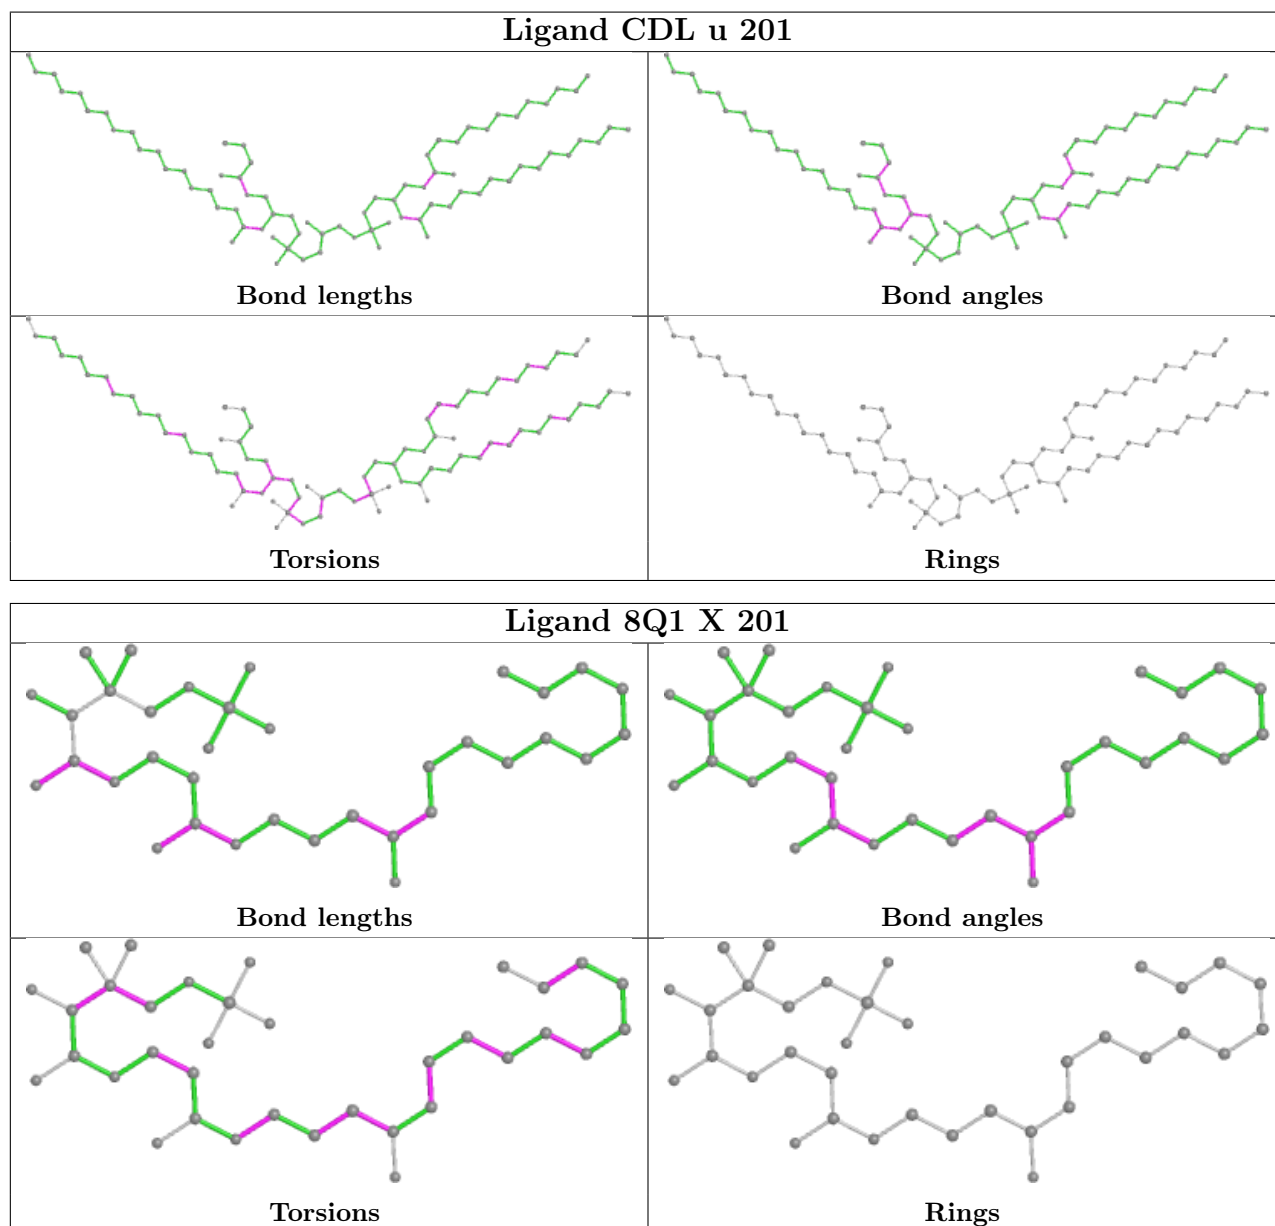 Ligand CDL u 201
Bond lengths
Bond angles
Torsions
Rings
Ligand 8Q1 X 201
Bond lengths
Bond angles
Torsions
Rings